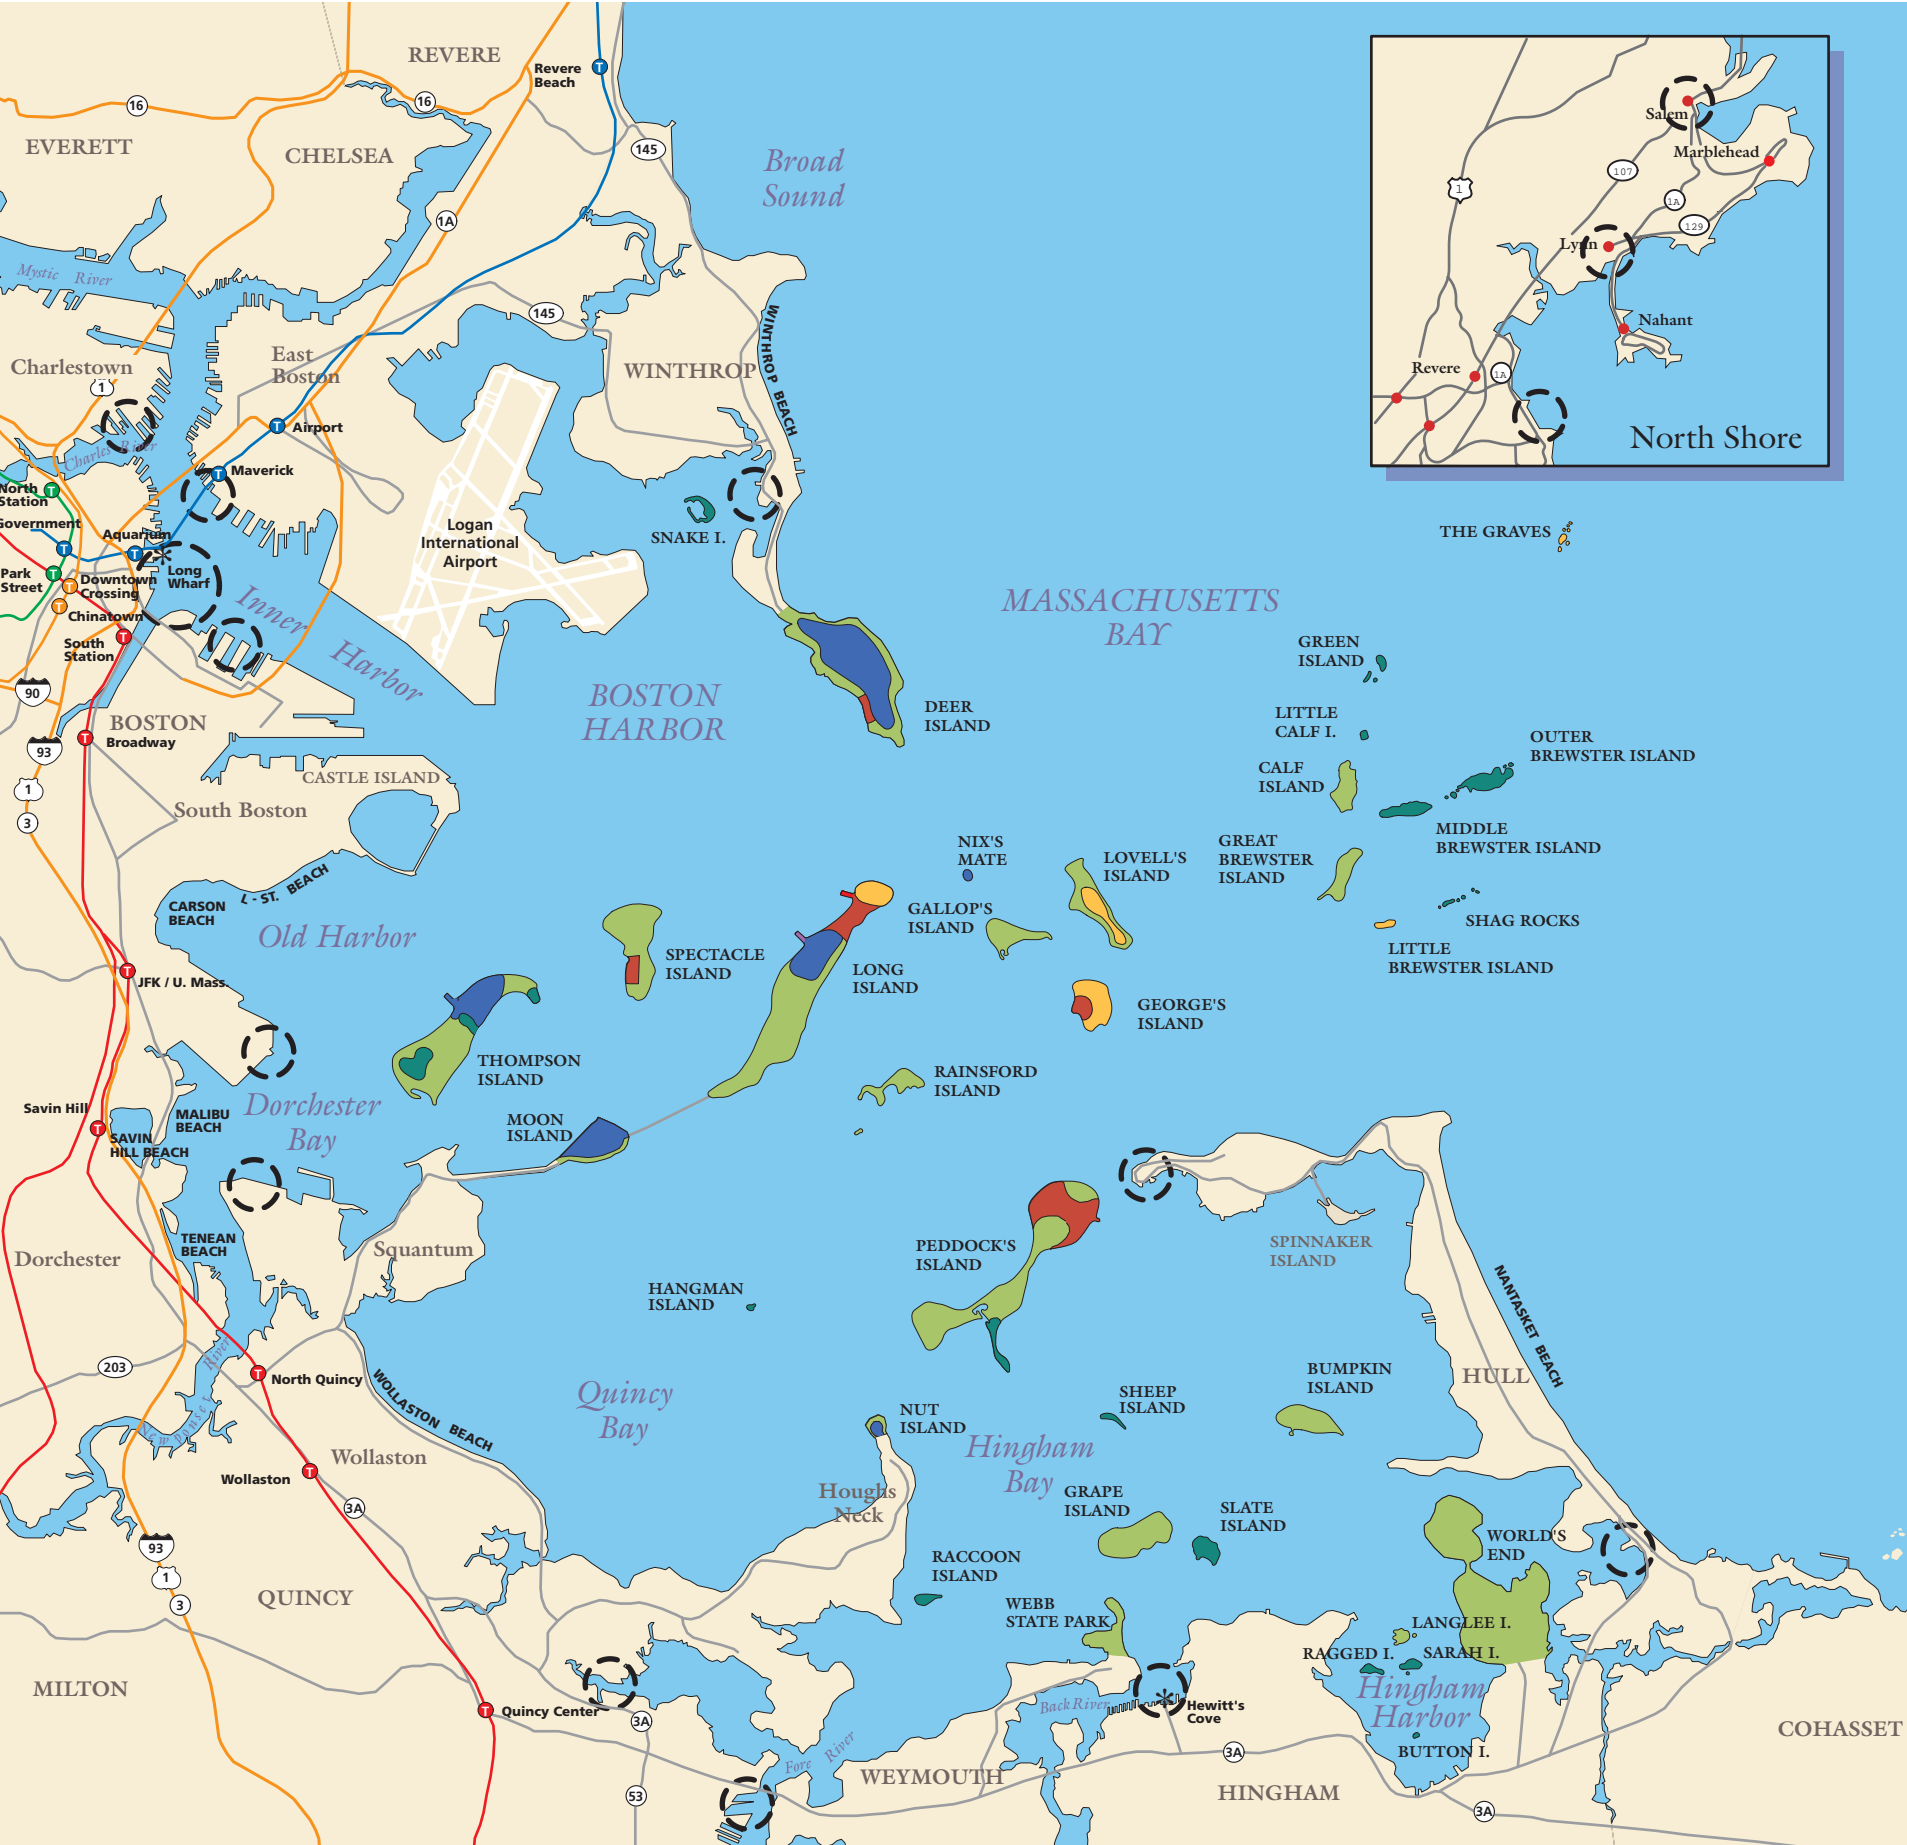 REVERE
Revere
Beach
16
16
EVERETT
CHELSEA
145
Broad
Sound
1A
Mystic River
145
Charlestown
1
East
Boston
WINTHROP
WINTHROP BEACH
Airport
Charles River
Maverick
North
Station
Government
Aquarium
Long
Wharf
Park
Street
Downtown
Crossing
Chinatown
South
Station
Logan
International
Airport
SNAKE I.
Inner
Harbor
90
93
1
3
BOSTON
Broadway
CASTLE ISLAND
South Boston
BOSTON
HARBOR
DEER
ISLAND
MASSACHUSETTS
BAY
Salem
Marblehead
107
1
1A
129
Lynn
Nahant
Revere
1A
North Shore
THE GRAVES
GREEN
ISLAND
LITTLE
CALF I.
OUTER
BREWSTER ISLAND
CALF
ISLAND
MIDDLE
BREWSTER ISLAND
GREAT
BREWSTER
ISLAND
SHAG ROCKS
LITTLE
BREWSTER ISLAND
NIX'S
MATE
LOVELL'S
ISLAND
GALLOP'S
ISLAND
L - ST. BEACH
CARSON
BEACH
Old Harbor
SPECTACLE
ISLAND
LONG
ISLAND
GEORGE'S
ISLAND
JFK / U. Mass.
THOMPSON
ISLAND
RAINSFORD
ISLAND
Dorchester
Bay
MOON
ISLAND
Savin Hill
MALIBU
BEACH
SAVIN
HILL BEACH
TENEAN
BEACH
Dorchester
Squantum
PEDDOCK'S
ISLAND
SPINNAKER
ISLAND
HANGMAN
ISLAND
NANTASKET BEACH
HULL
203
North Quincy
Neponset River
WOLLASTON BEACH
Quincy
Bay
SHEEP
ISLAND
BUMPKIN
ISLAND
NUT
ISLAND
Hingham
Bay
Wollaston
Wollaston
3A
Houghs
Neck
GRAPE
ISLAND
SLATE
ISLAND
WORLD'S
END
93
1
3
QUINCY
RACCOON
ISLAND
WEBB
STATE PARK
LANGLEE I.
RAGGED I.
SARAH I.
MILTON
Quincy Center
3A
Back River
Hewitt's
Cove
Hingham
Harbor
COHASSET
BUTTON I.
3A
Fore River
WEYMOUTH
HINGHAM
53
3A